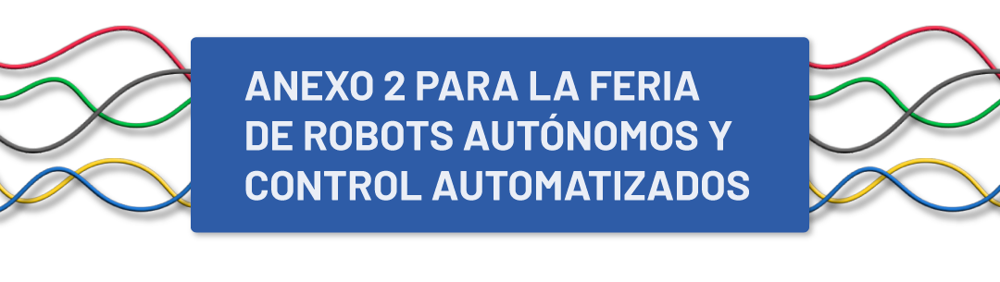 ANEXO 2 PARA LA FERIA
DE ROBOTS AUTÓNOMOS Y
CONTROL AUTOMATIZADOS